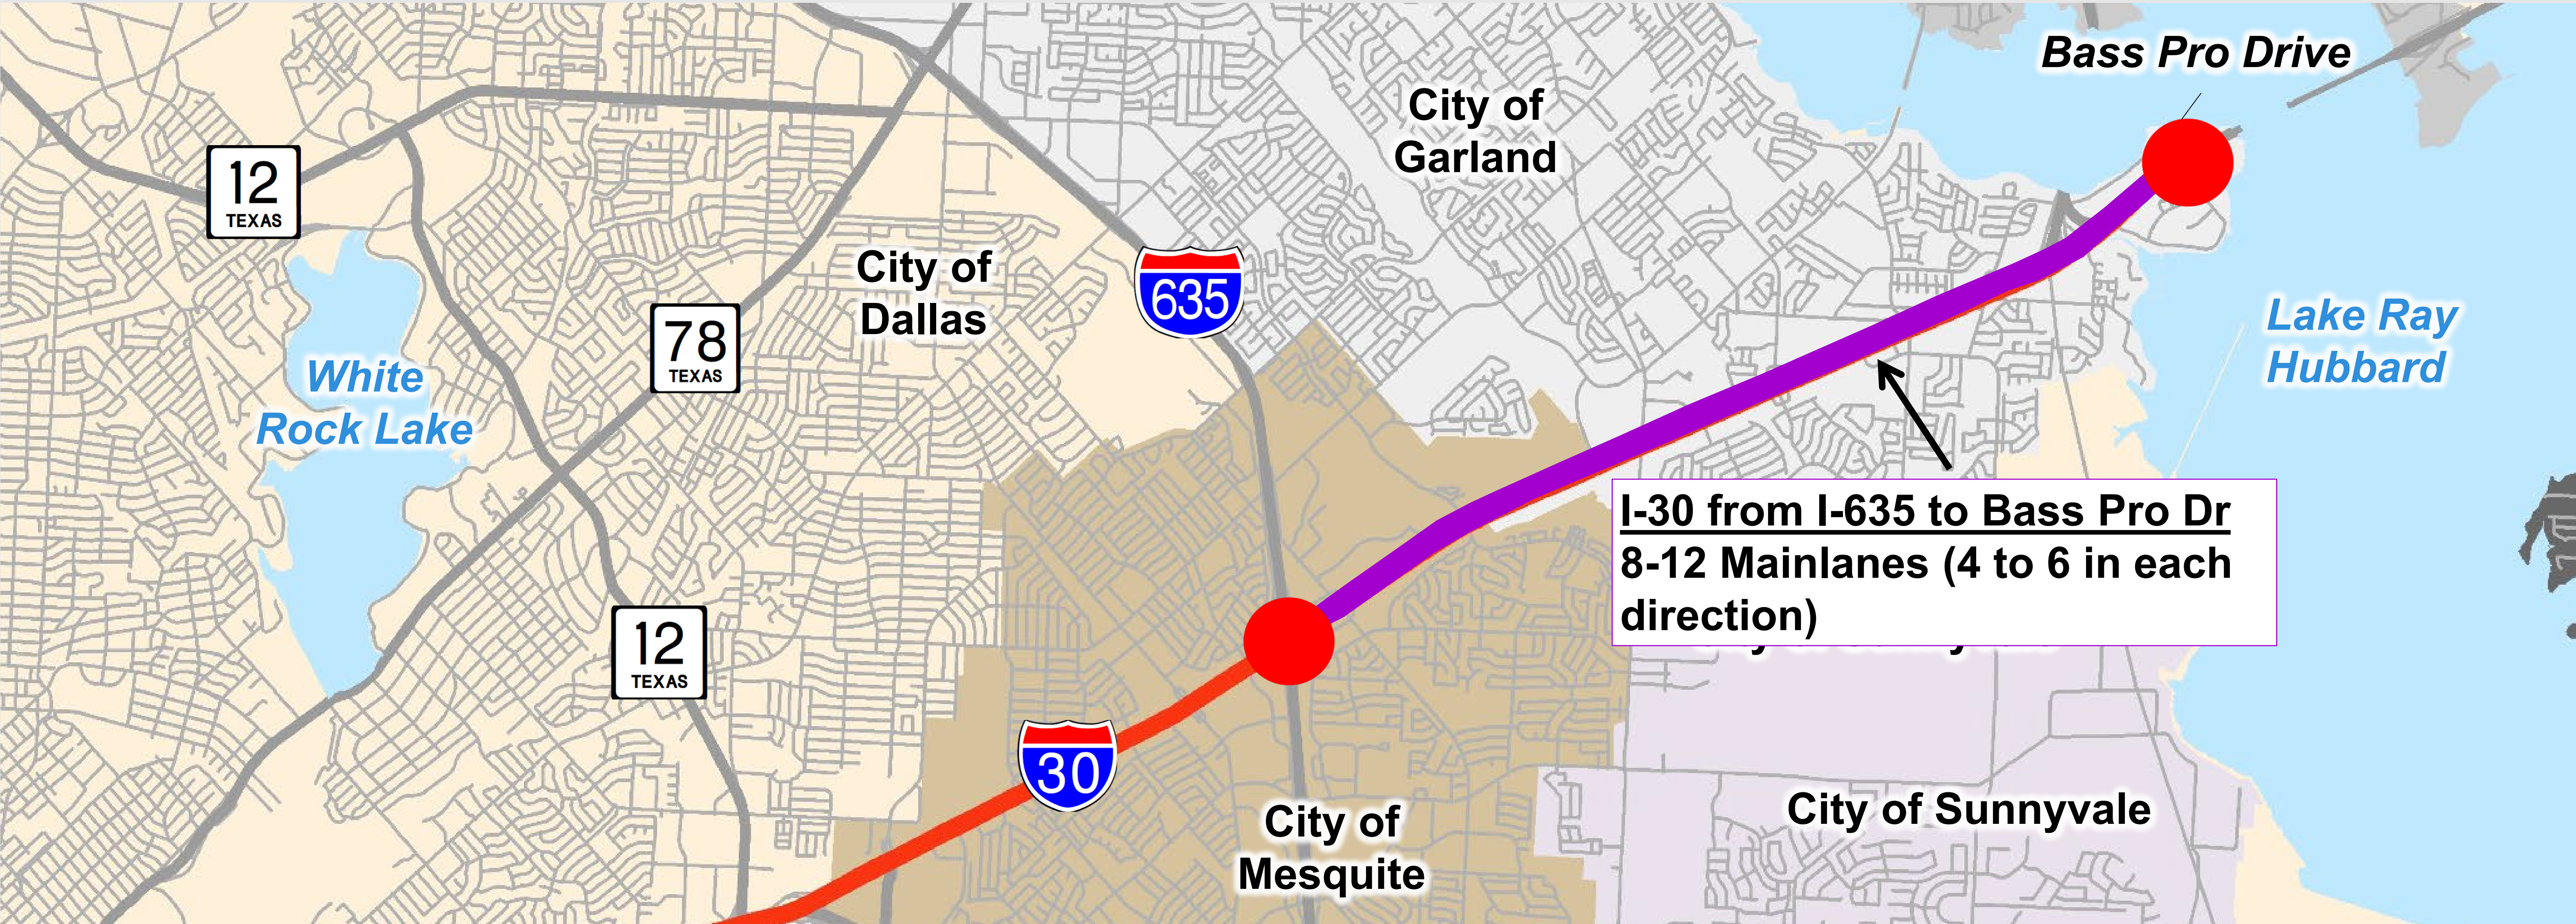 Bass Pro Drive
City of
Garland
12
TEXAS
City of
Dallas
635
78
TEXAS
Lake Ray
Hubbard
White
Rock Lake
I-30 from I-635 to Bass Pro Dr
8-12 Mainlanes (4 to 6 in each
direction)
12
TEXAS
30
City of
Mesquite
City of Sunnyvale